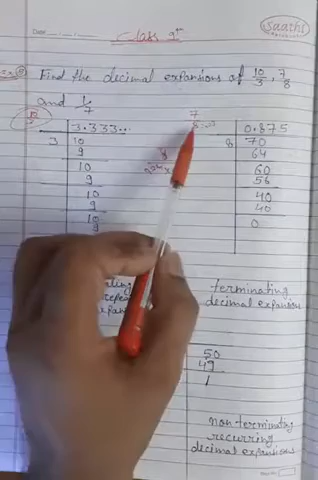 Date
Saathi
Class 9th
Find the decimal expansions of 10/3, 7/8
and 1/7
3.333...
3
10
9
10
9
10
9
10
9
7
8
0.875
8
70
64
60
56
40
40
0
terminating
decimal expansion
50
49
1
non terminating
recurring
decimal expansions